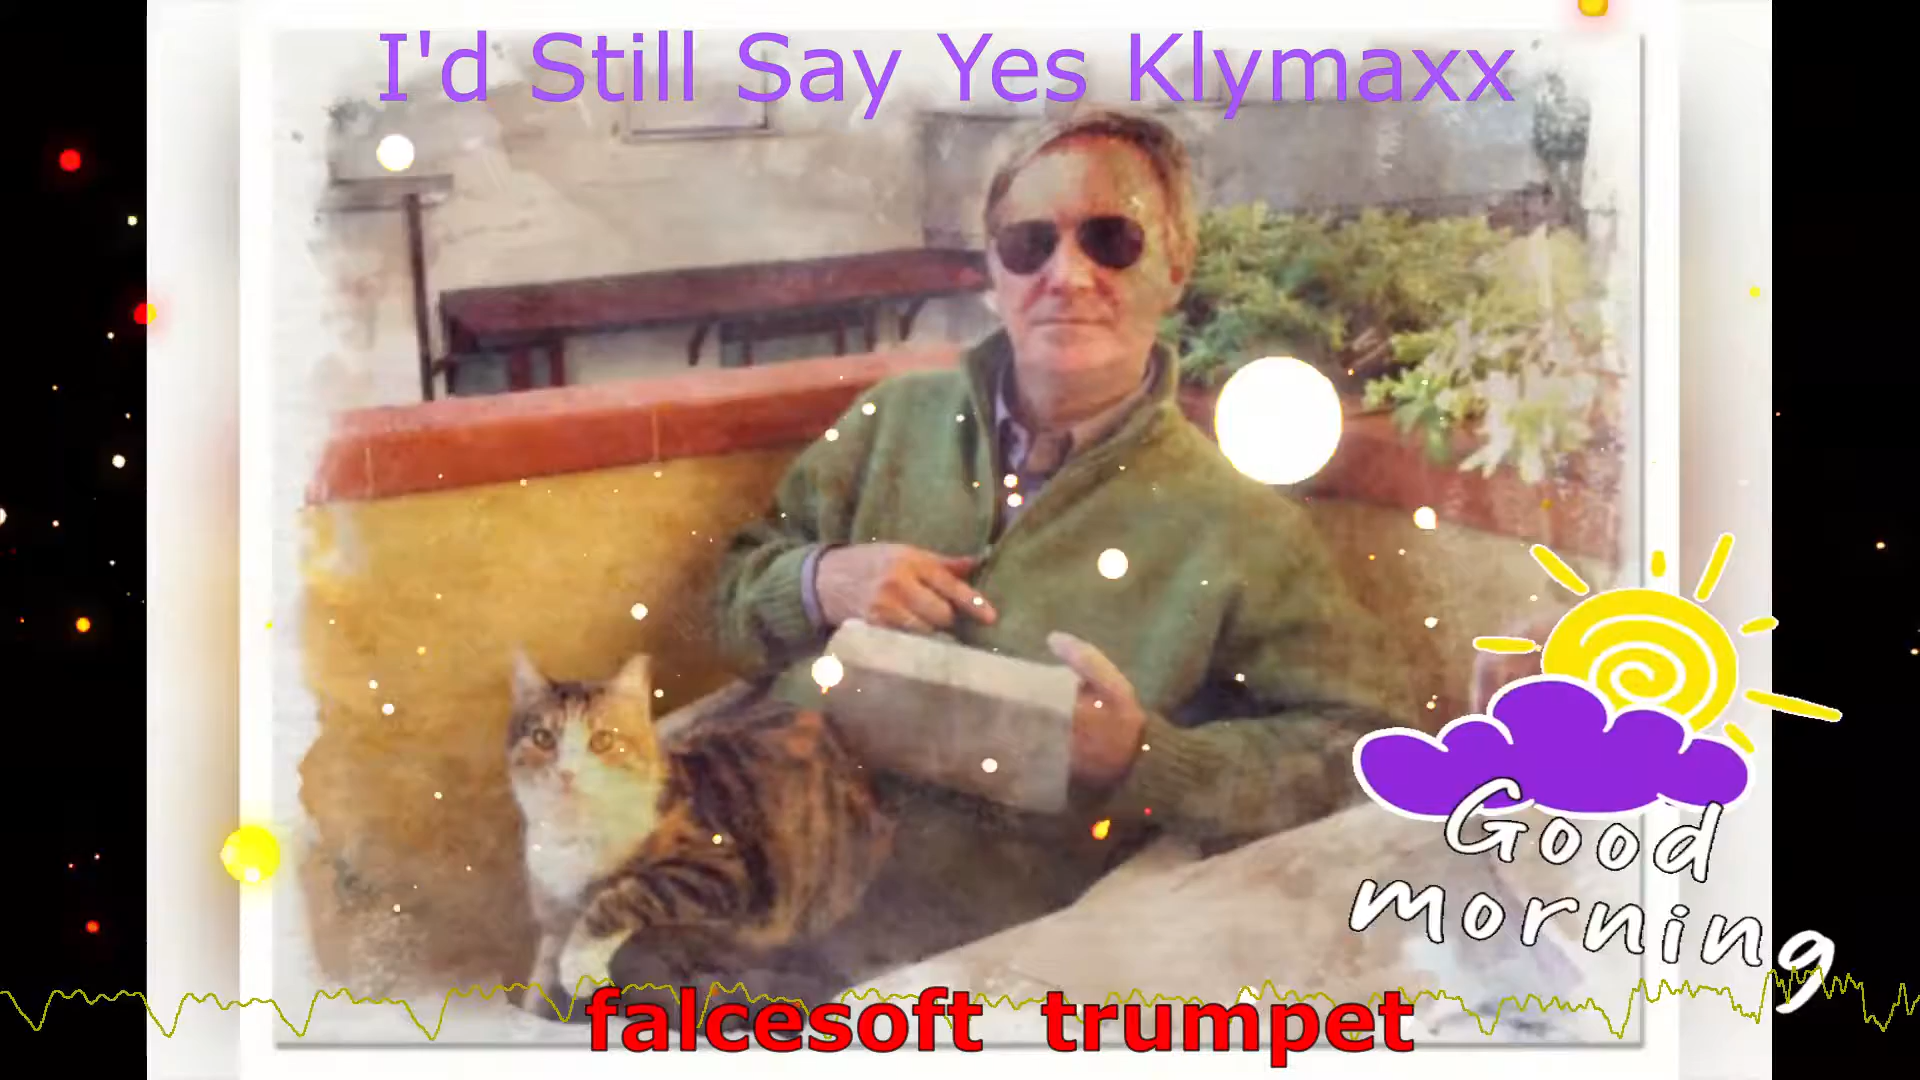 I'd Still Say Yes Klymaxx
Good
morning
falcesoft trumpet